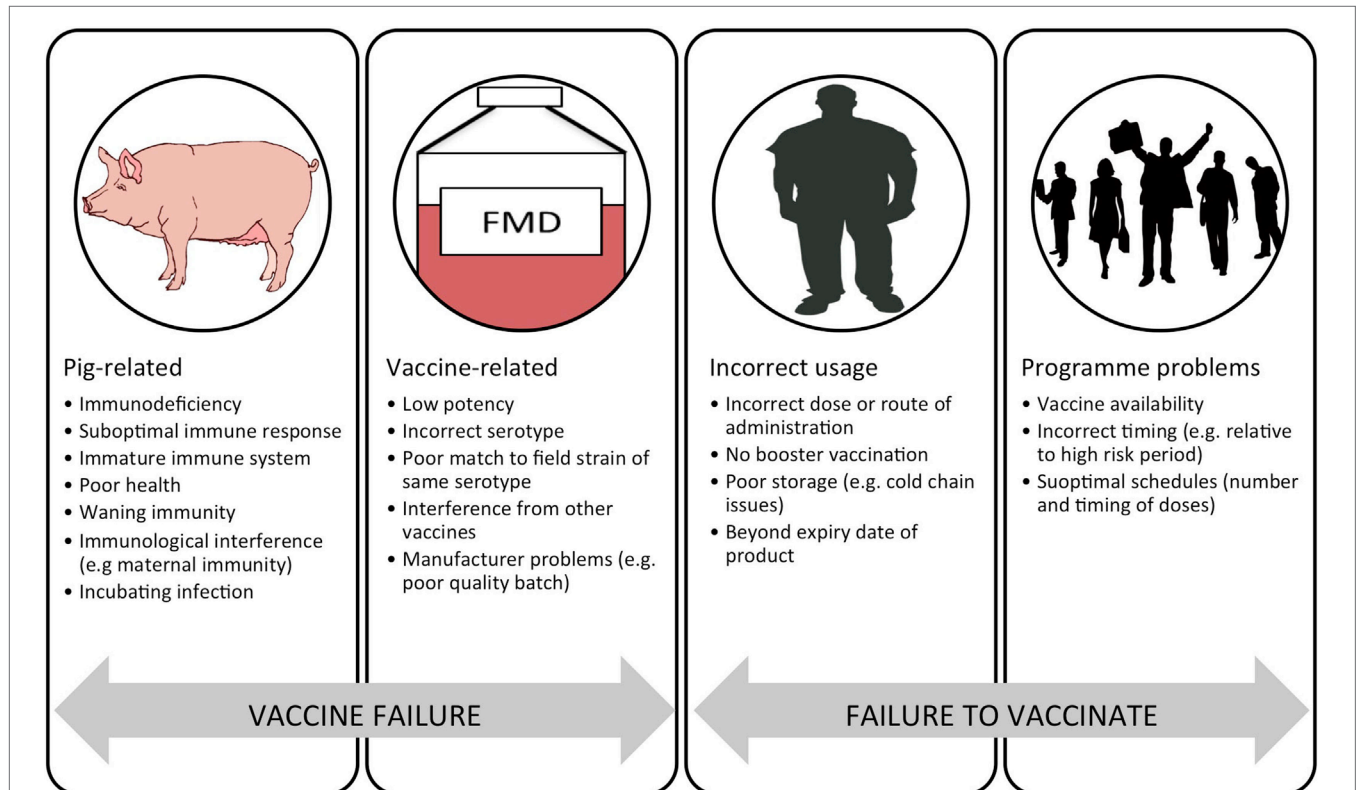 FMD
Pig-related
• Immunodeficiency
• Suboptimal immune response
• Immature immune system
• Poor health
• Waning immunity
• Immunological interference
(e.g maternal immunity)
• Incubating infection
Vaccine-related
• Low potency
• Incorrect serotype
• Poor match to field strain of
same serotype
• Interference from other
vaccines
• Manufacturer problems (e.g.
poor quality batch)
Incorrect usage
• Incorrect dose or route of
administration
• No booster vaccination
• Poor storage (e.g. cold chain
issues)
• Beyond expiry date of
product
Programme problems
• Vaccine availability
• Incorrect timing (e.g. relative
to high risk period)
• Suoptimal schedules (number
and timing of doses)
VACCINE FAILURE
FAILURE TO VACCINATE